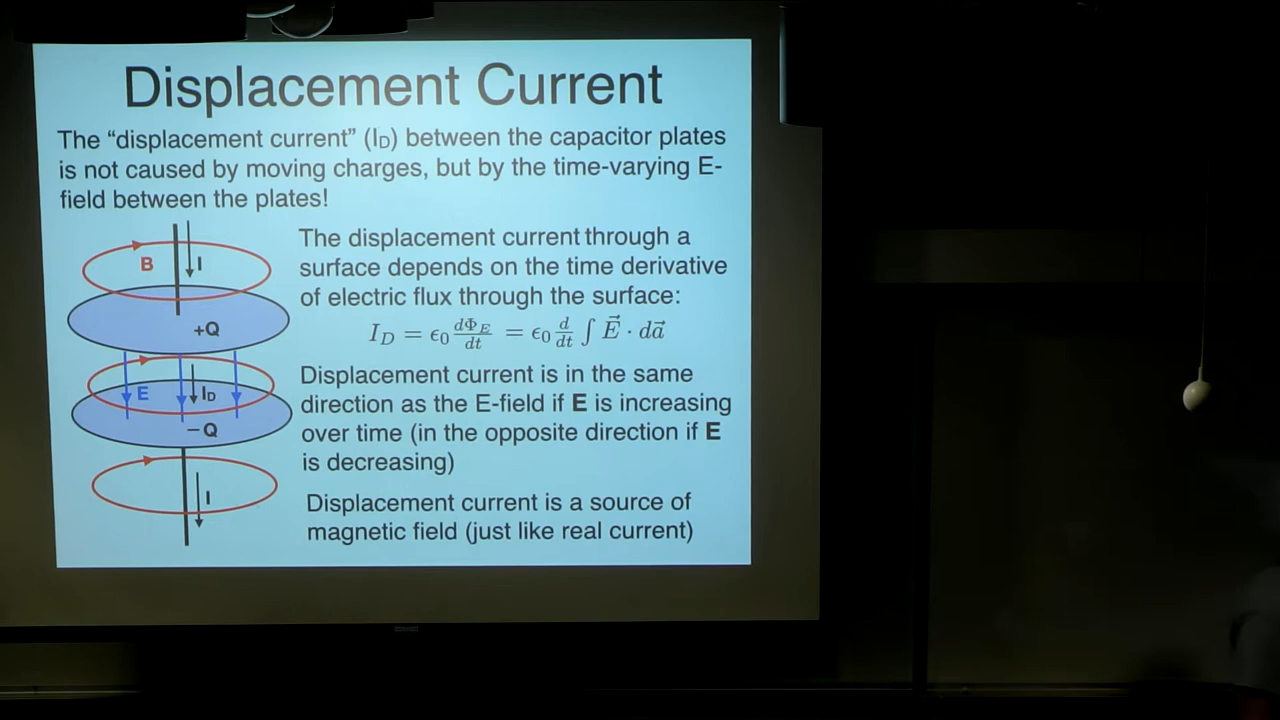 Displacement Current
The “displacement current” (I_D) between the capacitor plates
is not caused by moving charges, but by the time-varying E-
field between the plates!
The displacement current through a
surface depends on the time derivative
of electric flux through the surface:
I_D = ϵ₀ dΦ_E/dt = ϵ₀ d/dt ∫ E⃗ · da⃗
Displacement current is in the same
direction as the E-field if E is increasing
over time (in the opposite direction if E
is decreasing)
Displacement current is a source of
magnetic field (just like real current)
B I
+Q
E I_D
−Q
I